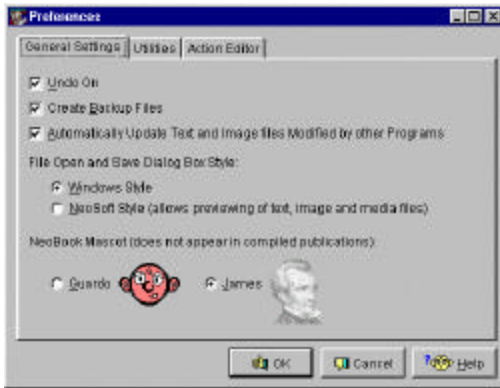 Preferences
General Settings Utilities Action Editor
Undo On
Create Backup Files
Automatically Update Text and Image files Modified by other Programs
File Open and Save Dialog Box Style:
Windows Style
NeoSoft Style (allows previewing of text, image and media files)
NeoBook Mascot (does not appear in compiled publications):
Guardo James
OK Cancel Help